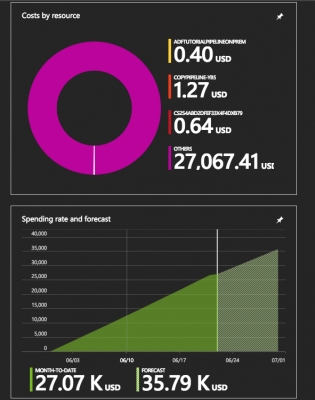 Costs by resource
ADFTUTORIALPIPELINEONPREM
0.40 USD
COPYPIPELINE-Y85
1.27 USD
0.64 USD
OTHERS
27,067.41 USD
Spending rate and forecast
40,000
35,000
30,000
25,000
20,000
15,000
10,000
5,000
0
06/03
06/10
06/17
06/24
07/01
MONTH-TO-DATE
27.07 K USD
FORECAST
35.79 K USD